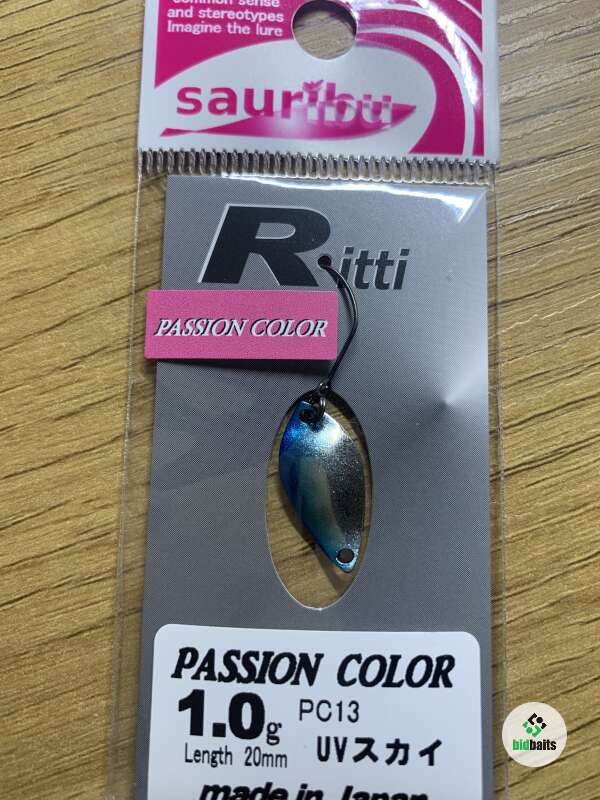 common sense
and stereotypes
Imagine the lure
sauribu
Ritti
PASSION COLOR
PASSION COLOR
1.0g
PC13
Length 20mm
UVスカイ
made in Japan
bidbaits